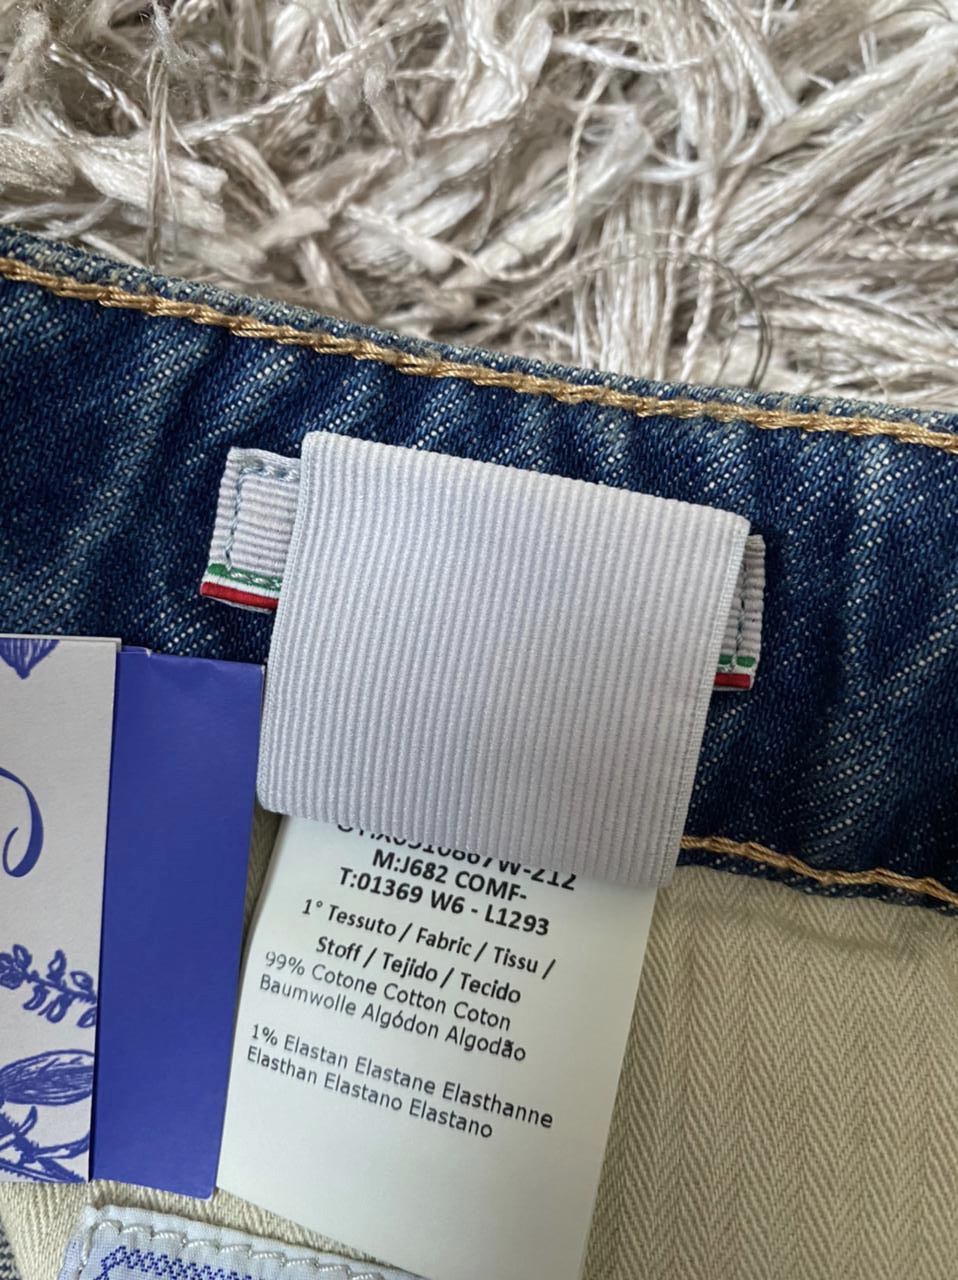 M:J682 COMF-
T:01369 W6 - L1293
1° Tessuto / Fabric / Tissu /
Stoff / Tejido / Tecido
99% Cotone Cotton Coton
Baumwolle Algódon Algodão
1% Elastan Elastane Elasthanne
Elasthan Elastano Elastano